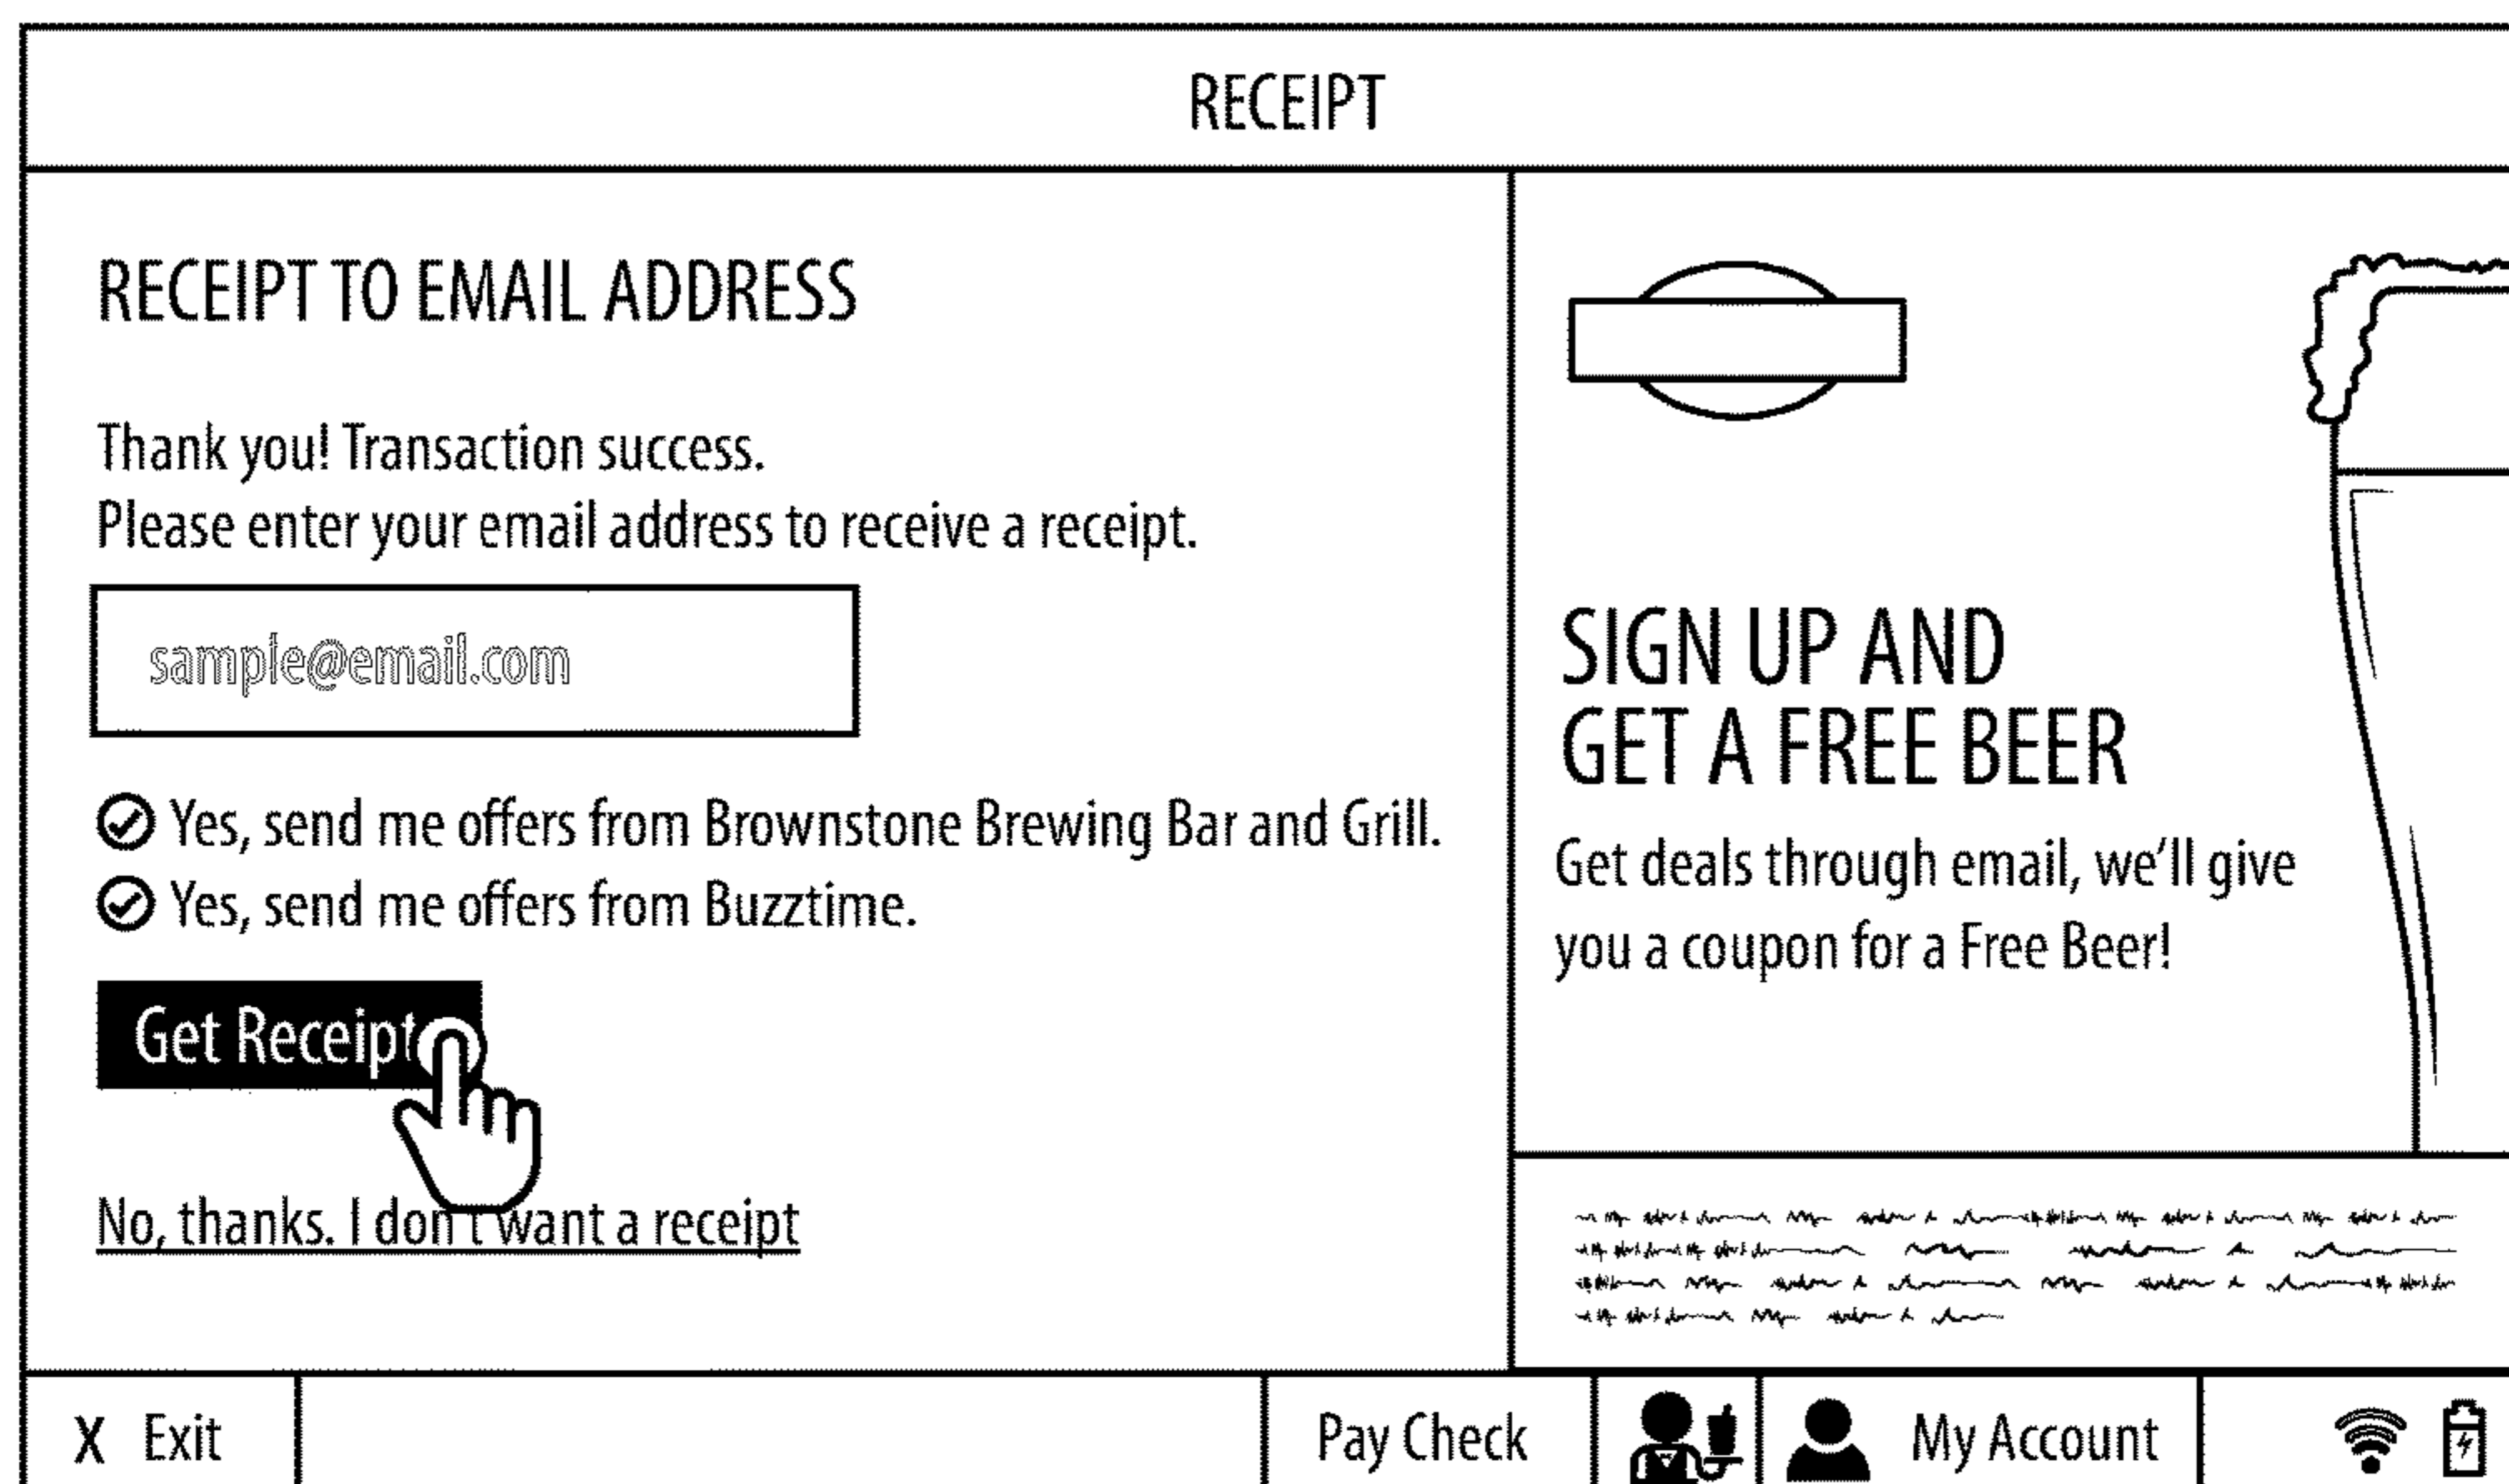 RECEIPT
RECEIPT TO EMAIL ADDRESS
Thank you! Transaction success.
Please enter your email address to receive a receipt.
sample@email.com
Yes, send me offers from Brownstone Brewing Bar and Grill.
Yes, send me offers from Buzztime.
Get Receipt
No, thanks. I don't want a receipt
SIGN UP AND
GET A FREE BEER
Get deals through email, we'll give
you a coupon for a Free Beer!
X Exit
Pay Check
My Account